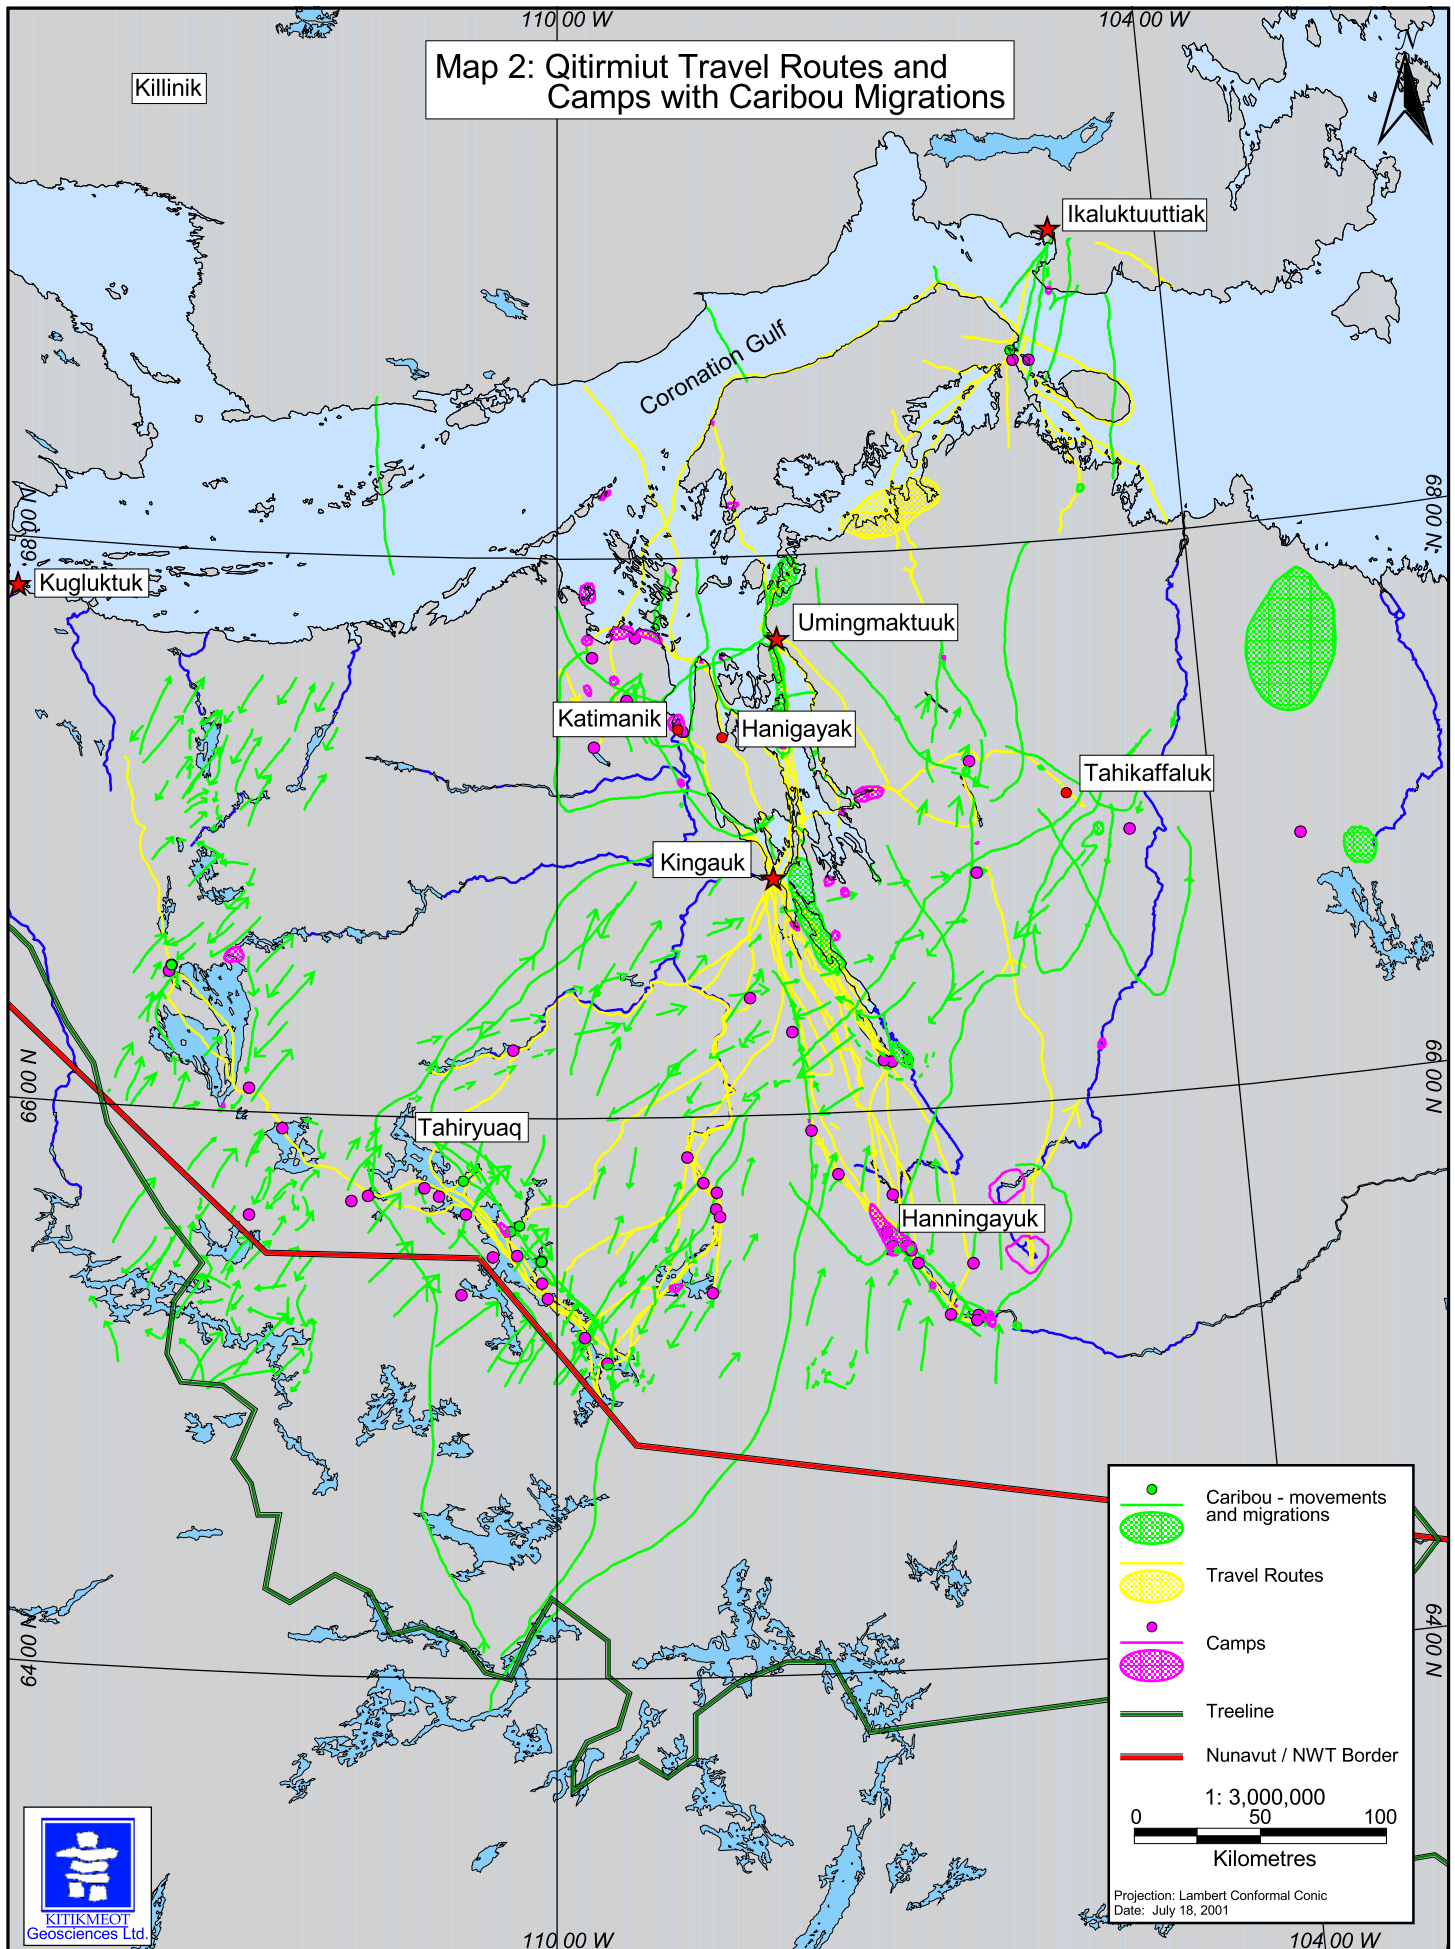 110 00 W
104 00 W
N
Map 2: Qitirmiut Travel Routes and
Camps with Caribou Migrations
Killinik
Ikaluktuuttiak
Coronation Gulf
68 00 N
68 00 N
Kugluktuk
Umingmaktuuk
Katimanik
Hanigayak
Tahikaffaluk
Kingauk
66 00 N
66 00 N
Tahiryuaq
Hanningayuk
Caribou - movements
and migrations
Travel Routes
Camps
64 00 N
64 00 N
Treeline
Nunavut / NWT Border
1: 3,000,000
0 50 100
Kilometres
Projection: Lambert Conformal Conic
Date: July 18, 2001
KITIKMEOT
Geosciences Ltd.
110 00 W
104 00 W